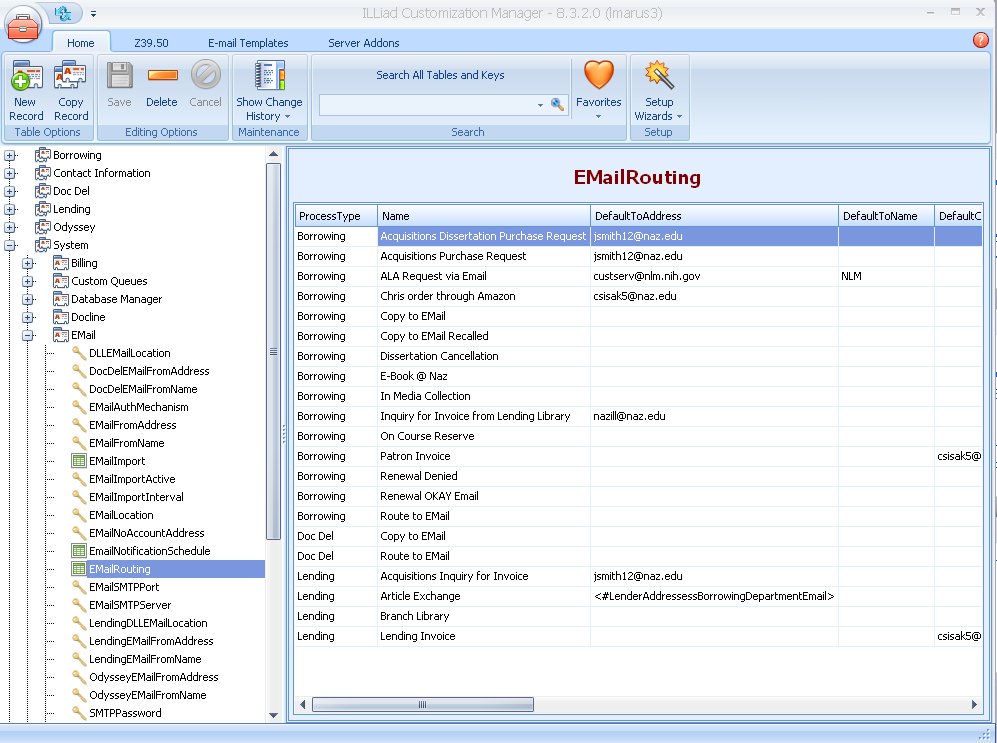 ILLiad Customization Manager - 8.3.2.0 (lmarus3)
Home Z39.50 E-mail Templates Server Addons
New Record
Copy Record
Table Options
Save
Delete
Cancel
Editing Options
Show Change History
Maintenance
Search All Tables and Keys
Favorites
Search
Setup Wizards
Setup
Borrowing
Contact Information
Doc Del
Lending
Odyssey
System
Billing
Custom Queues
Database Manager
Docline
EMail
DLLEMailLocation
DocDelEMailFromAddress
DocDelEMailFromName
EMailAuthMechanism
EMailFromAddress
EMailFromName
EMailImport
EMailImportActive
EMailImportInterval
EMailLocation
EMailNoAccountAddress
EmailNotificationSchedule
EMailRouting
EMailSMTPPort
EMailSMTPServer
LendingDLLEMailLocation
LendingEMailFromAddress
LendingEMailFromName
OdysseyEMailFromAddress
OdysseyEMailFromName
SMTPPassword
EMailRouting
ProcessType Name DefaultToAddress DefaultToName DefaultC
Borrowing Acquisitions Dissertation Purchase Request jsmith12@naz.edu
Borrowing Acquisitions Purchase Request jsmith12@naz.edu
Borrowing ALA Request via Email custserv@nlm.nih.gov NLM
Borrowing Chris order through Amazon csisak5@naz.edu
Borrowing Copy to EMail
Borrowing Copy to EMail Recalled
Borrowing Dissertation Cancellation
Borrowing E-Book @ Naz
Borrowing In Media Collection
Borrowing Inquiry for Invoice from Lending Library nazill@naz.edu
Borrowing On Course Reserve
Borrowing Patron Invoice csisak5@
Borrowing Renewal Denied
Borrowing Renewal OKAY Email
Borrowing Route to EMail
Doc Del Copy to EMail
Doc Del Route to EMail
Lending Acquisitions Inquiry for Invoice jsmith12@naz.edu
Lending Article Exchange <#LenderAddressessBorrowingDepartmentEmail>
Lending Branch Library
Lending Lending Invoice csisak5@